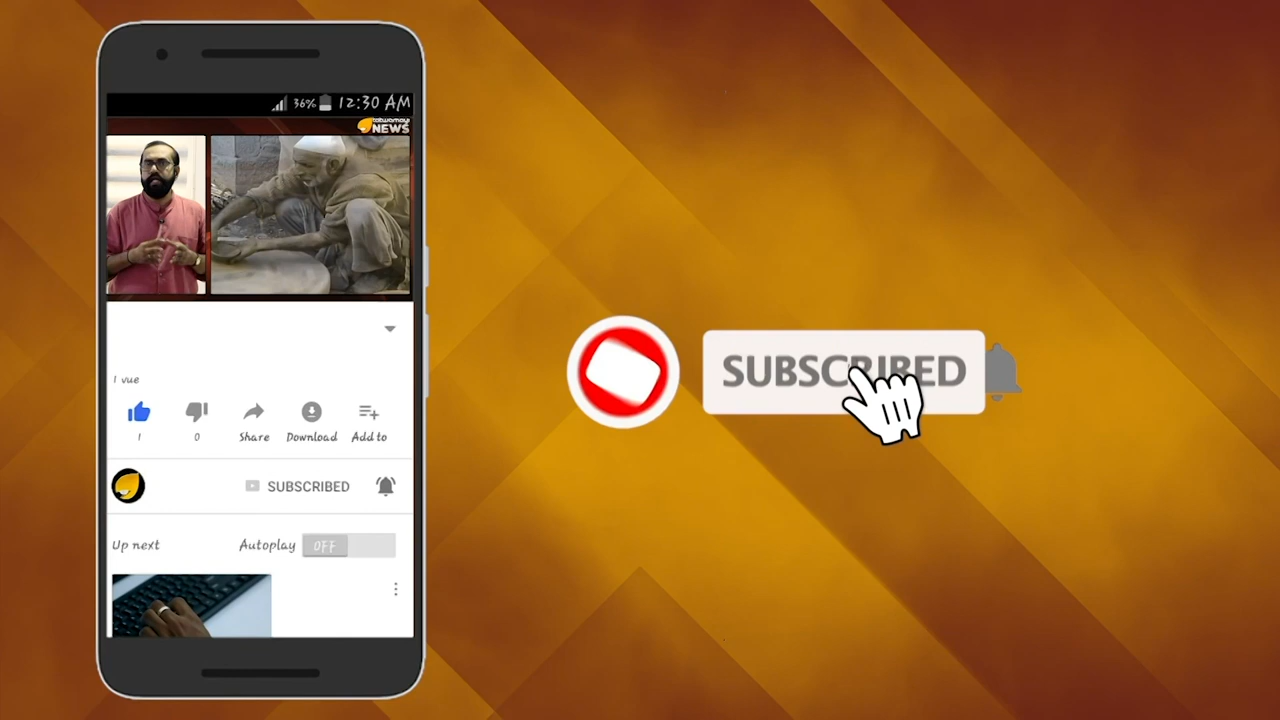 36% 12:30 AM
tatwamayi
NEWS
1 vue
1
0
Share
Download
Add to
SUBSCRIBED
Up next
Autoplay
OFF
SUBSCRIBED